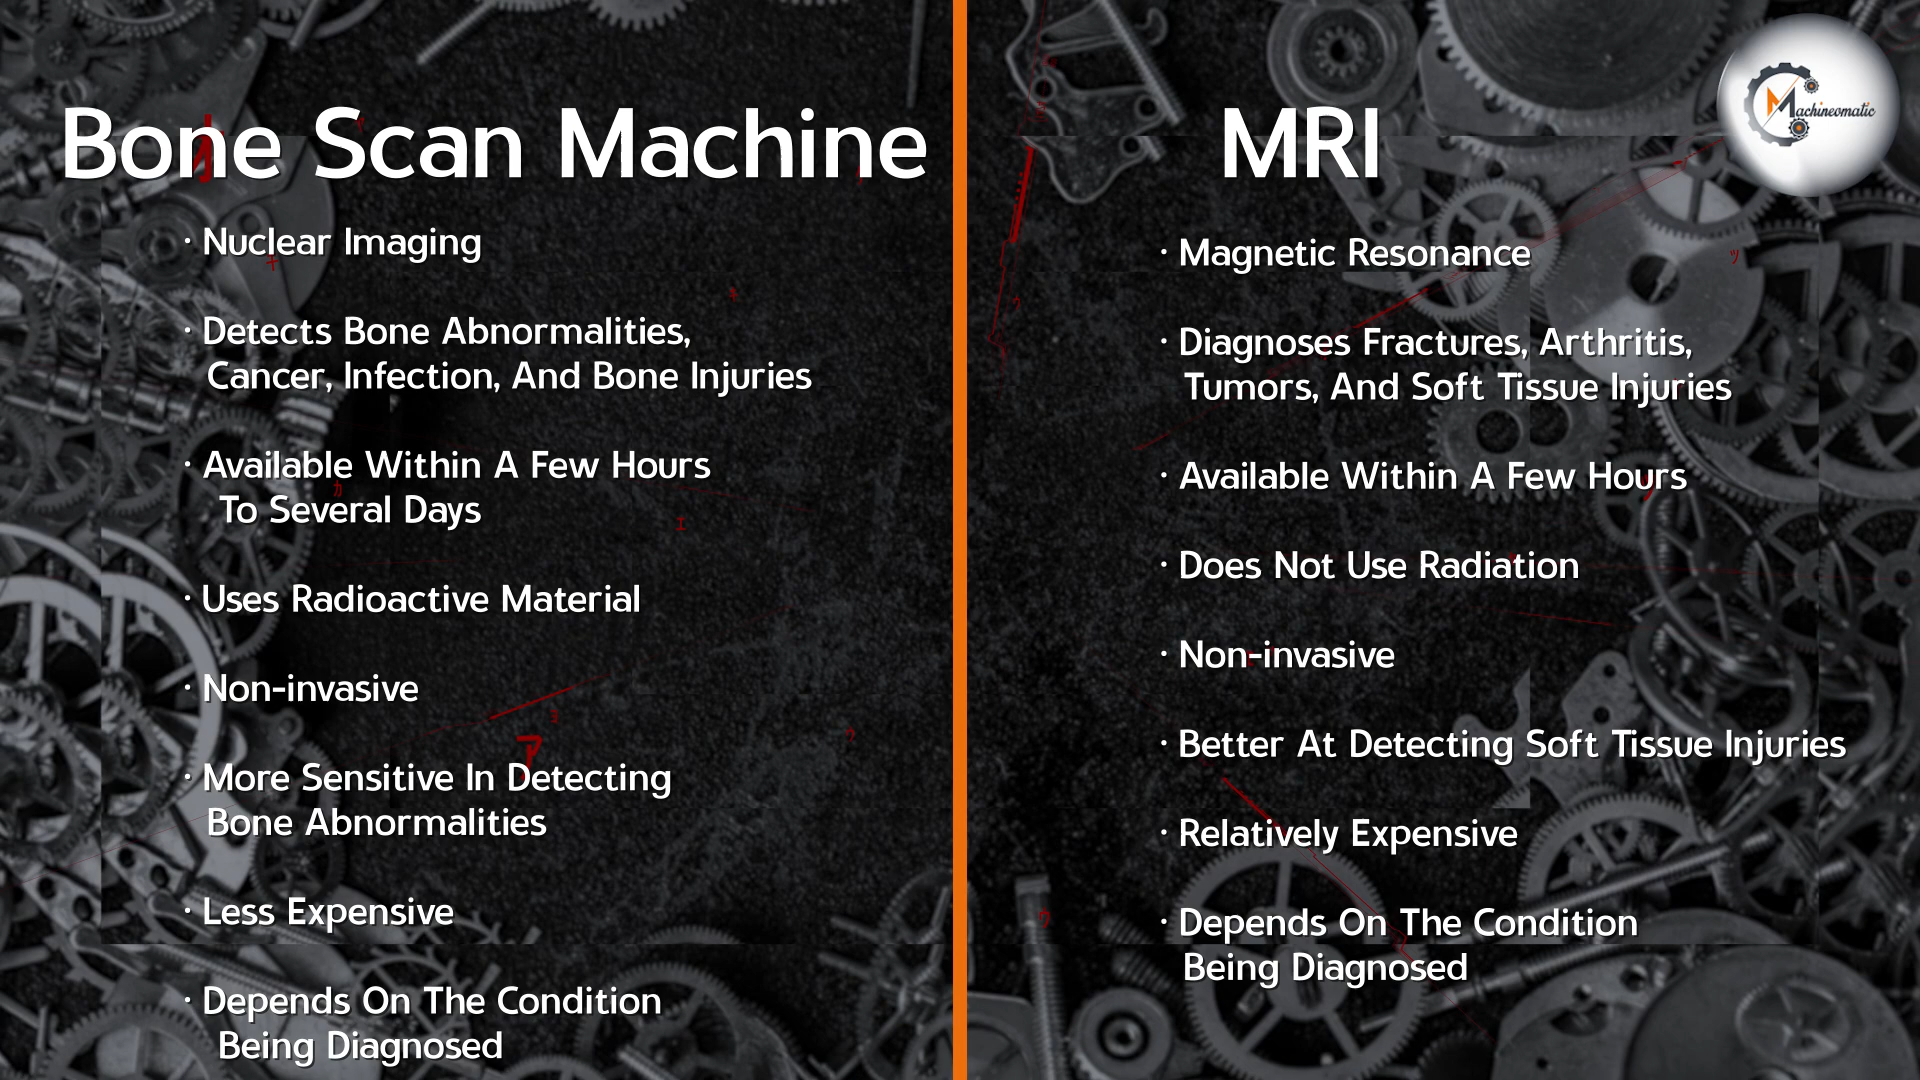 Bone Scan Machine
· Nuclear Imaging
· Detects Bone Abnormalities,
Cancer, Infection, And Bone Injuries
· Available Within A Few Hours
To Several Days
· Uses Radioactive Material
· Non-invasive
· More Sensitive In Detecting
Bone Abnormalities
· Less Expensive
· Depends On The Condition
Being Diagnosed
MRI
· Magnetic Resonance
· Diagnoses Fractures, Arthritis,
Tumors, And Soft Tissue Injuries
· Available Within A Few Hours
· Does Not Use Radiation
· Non-invasive
· Better At Detecting Soft Tissue Injuries
· Relatively Expensive
· Depends On The Condition
Being Diagnosed
Machineomatic